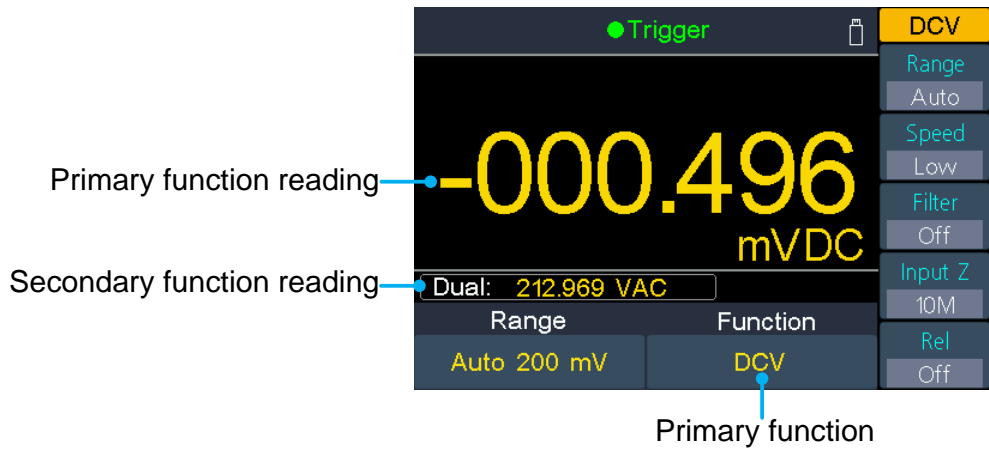 Trigger
DCV
Range
Auto
Speed
Low
Filter
Off
Input Z
10M
Rel
Off
Primary function reading
-000.496
mVDC
Secondary function reading
Dual: 212.969 VAC
Range Function
Auto 200 mV DCV
Primary function